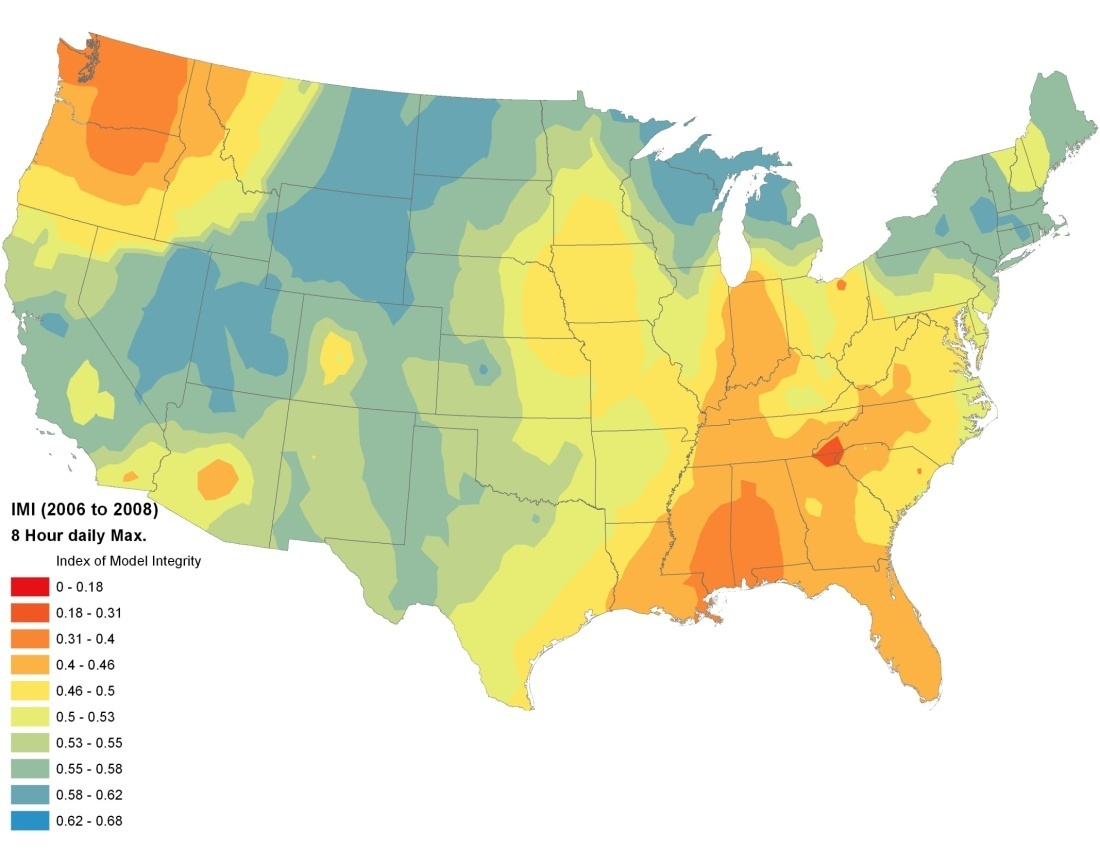 IMI (2006 to 2008)
8 Hour daily Max.
Index of Model Integrity
0 - 0.18
0.18 - 0.31
0.31 - 0.4
0.4 - 0.46
0.46 - 0.5
0.5 - 0.53
0.53 - 0.55
0.55 - 0.58
0.58 - 0.62
0.62 - 0.68